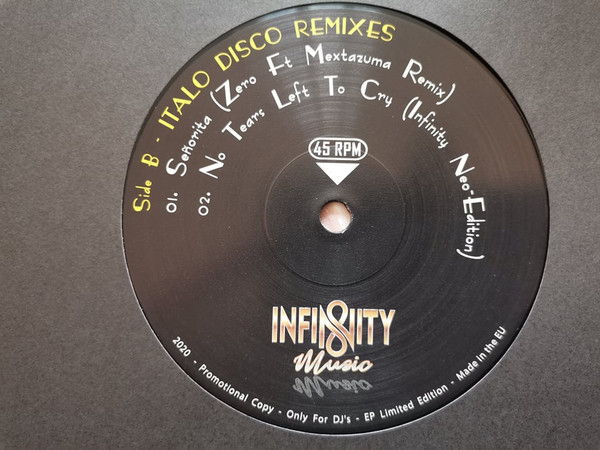 Side B - ITALO DISCO REMIXES
01. Señorita (Zero Ft Mextazuma Remix)
02. No Tears Left To Cry (Infinity Neo-Edition)
45 RPM
INFINITY
Music
2020 - Promotional Copy - Only For DJ's - EP Limited Edition - Made in the EU